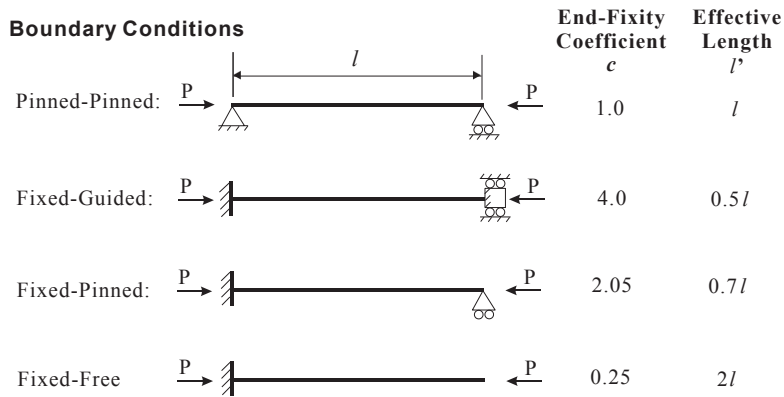 Boundary Conditions
End-Fixity Effective
Coefficient Length
c l’
l
Pinned-Pinned: P P 1.0 l
Fixed-Guided: P P 4.0 0.5l
Fixed-Pinned: P P 2.05 0.7l
Fixed-Free P P 0.25 2l